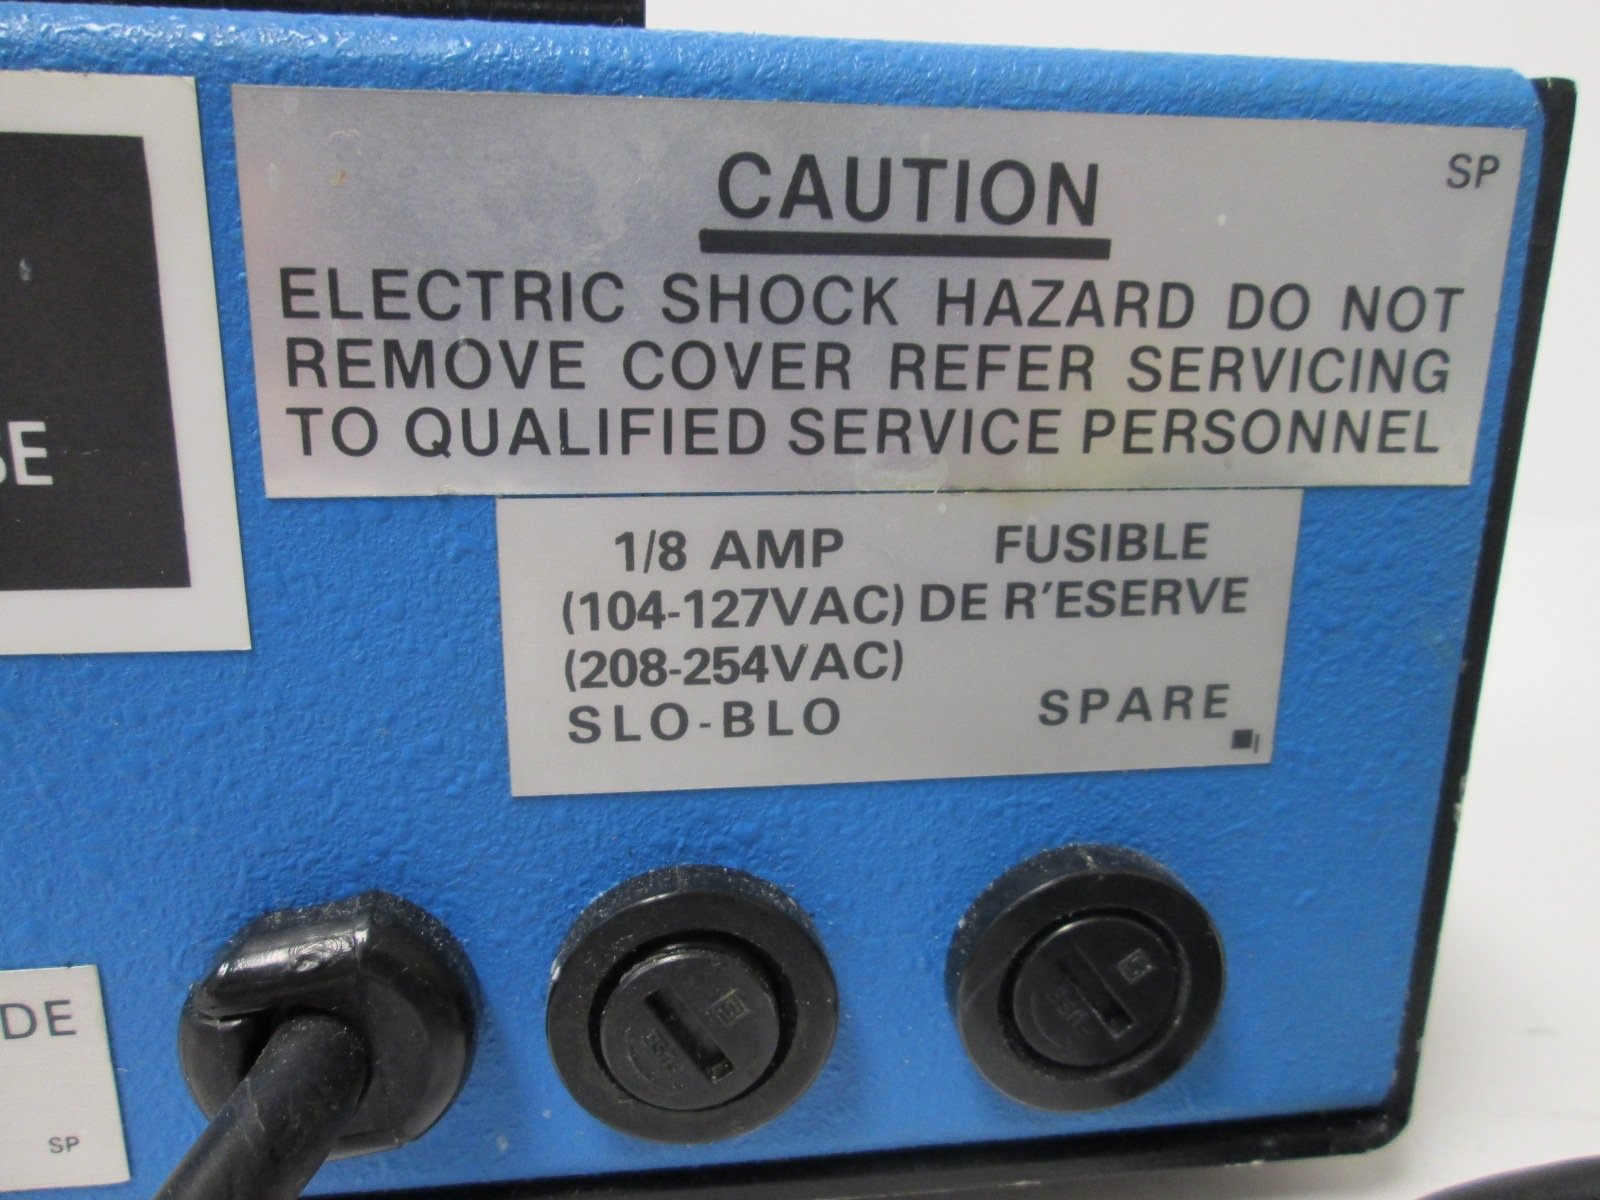 CAUTION
SP
ELECTRIC SHOCK HAZARD DO NOT
REMOVE COVER REFER SERVICING
TO QUALIFIED SERVICE PERSONNEL
1/8 AMP FUSIBLE
(104-127VAC) DE R'ESERVE
(208-254VAC)
SLO-BLO SPARE
SE
DE
SP